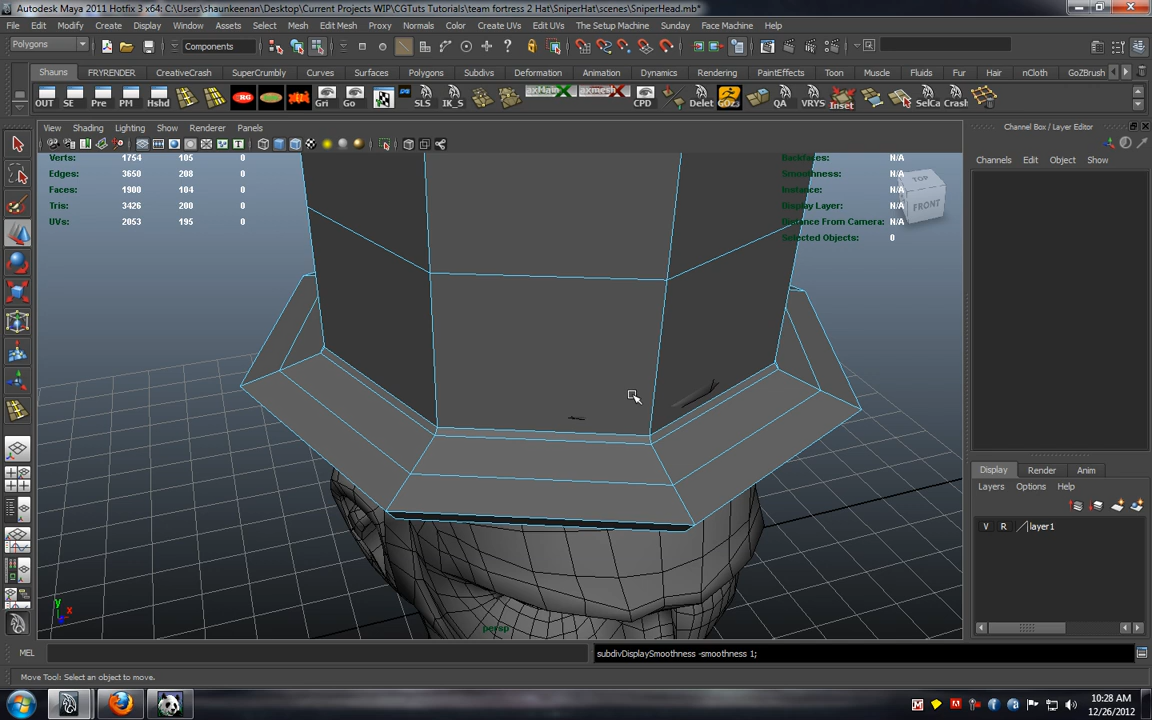 Autodesk Maya 2011 Hotfix 3 x64: C:\Users\shaunkeenan\Desktop\Current Projects WIP\CGTuts Tutorials\team fortress 2 Hat\SniperHat\scenes\SniperHead.mb*
File Edit Modify Create Display Window Assets Select Mesh Edit Mesh Proxy Normals Color Create UVs Edit UVs The Setup Machine Sunday Face Machine Help
Polygons Components
Shauns FRYRENDER CreativeCrash SuperCrumbly Curves Surfaces Polygons Subdivs Deformation Animation Dynamics Rendering PaintEffects Toon Muscle Fluids Fur Hair nCloth GoZBrush
OUT SE Pre PM Hshd RG Gri Go SLS IK_S axMain axmesh CPD Delet GOz QA VRYS Inset SelCa Crash
View Shading Lighting Show Renderer Panels
Channel Box / Layer Editor
Channels Edit Object Show
Verts: 1754 105 0
Edges: 3650 208 0
Faces: 1900 104 0
Tris: 3426 200 0
UVs: 2053 195 0
Backfaces: N/A
Smoothness: N/A
Instance: N/A
Display Layer: N/A
Distance From Camera: N/A
Selected Objects: 0
TOP
FRONT
Display Render Anim
Layers Options Help
V R layer1
y
x
persp
MEL subdivDisplaySmoothness -smoothness 1;
Move Tool: Select an object to move.
10:28 AM
12/26/2012